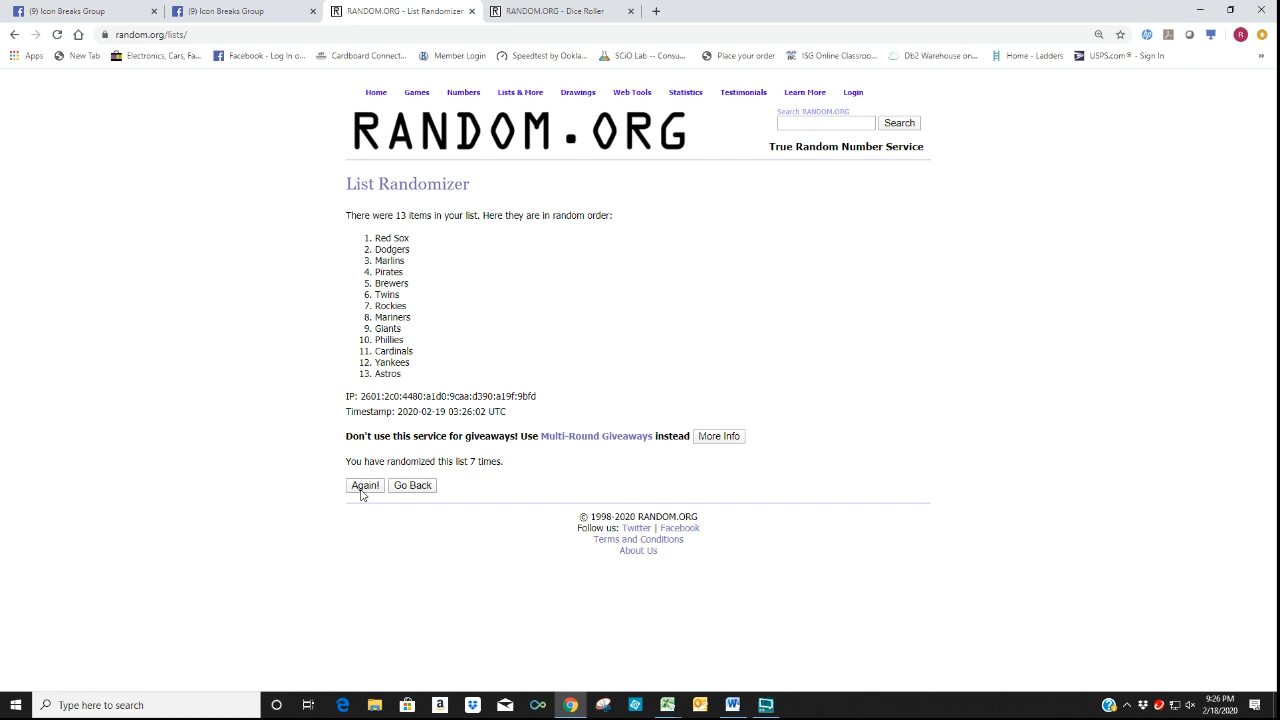 (9) Icon Breaks Group
(9) Icon Breaks Group
RANDOM.ORG - List Randomizer
RANDOM.ORG - Dice Roller
random.org/lists/
Apps
New Tab
Electronics, Cars, Fa...
Facebook - Log In o...
Cardboard Connect...
Member Login
Speedtest by Ookla...
SCiO Lab -- Consu...
Place your order
ISG Online Classroo...
Db2 Warehouse on...
Home - Ladders
USPS.com® - Sign In
»
Home Games Numbers Lists & More Drawings Web Tools Statistics Testimonials Learn More Login
RANDOM.ORG
Search RANDOM.ORG
Search
True Random Number Service
List Randomizer
There were 13 items in your list. Here they are in random order:
1. Red Sox
2. Dodgers
3. Marlins
4. Pirates
5. Brewers
6. Twins
7. Rockies
8. Mariners
9. Giants
10. Phillies
11. Cardinals
12. Yankees
13. Astros
IP: 2601:2c0:4480:a1d0:9caa:d390:a19f:9bfd
Timestamp: 2020-02-19 03:26:02 UTC
Don't use this service for giveaways! Use Multi-Round Giveaways instead More Info
You have randomized this list 7 times.
Again! Go Back
© 1998-2020 RANDOM.ORG
Follow us: Twitter | Facebook
Terms and Conditions
About Us
Type here to search
9:26 PM
2/18/2020